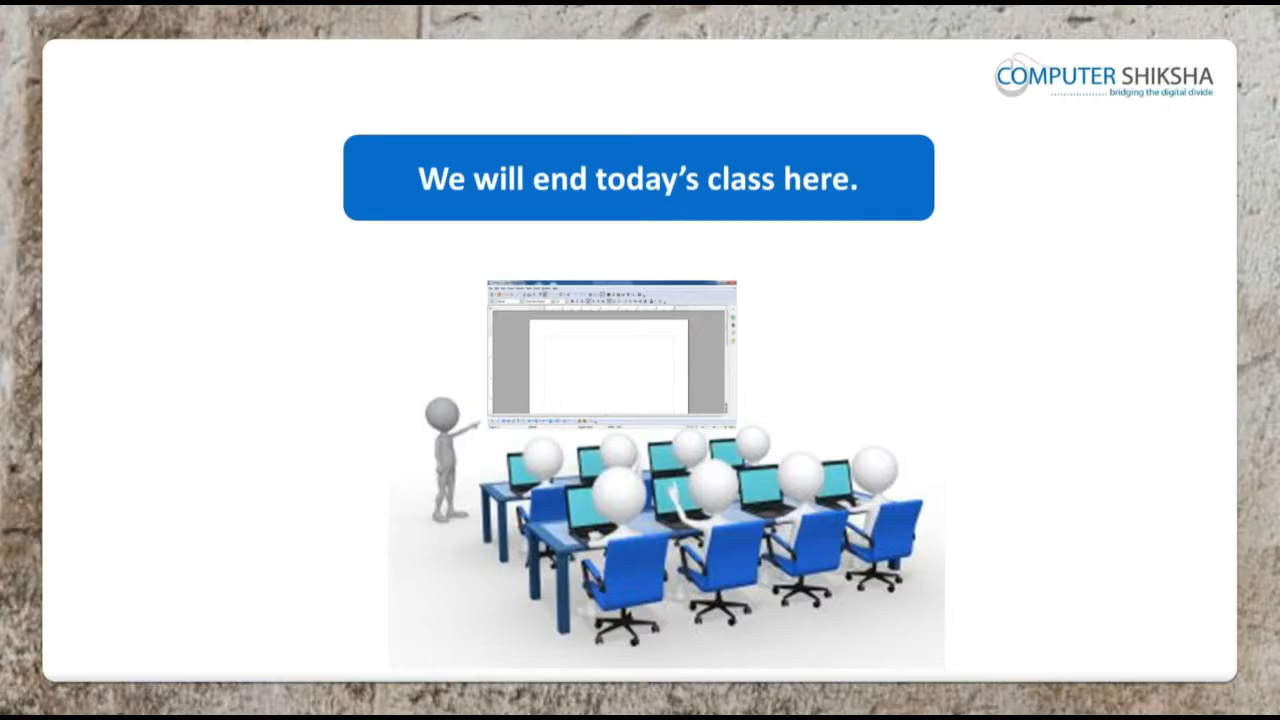 COMPUTER SHIKSHA
bridging the digital divide
We will end today's class here.